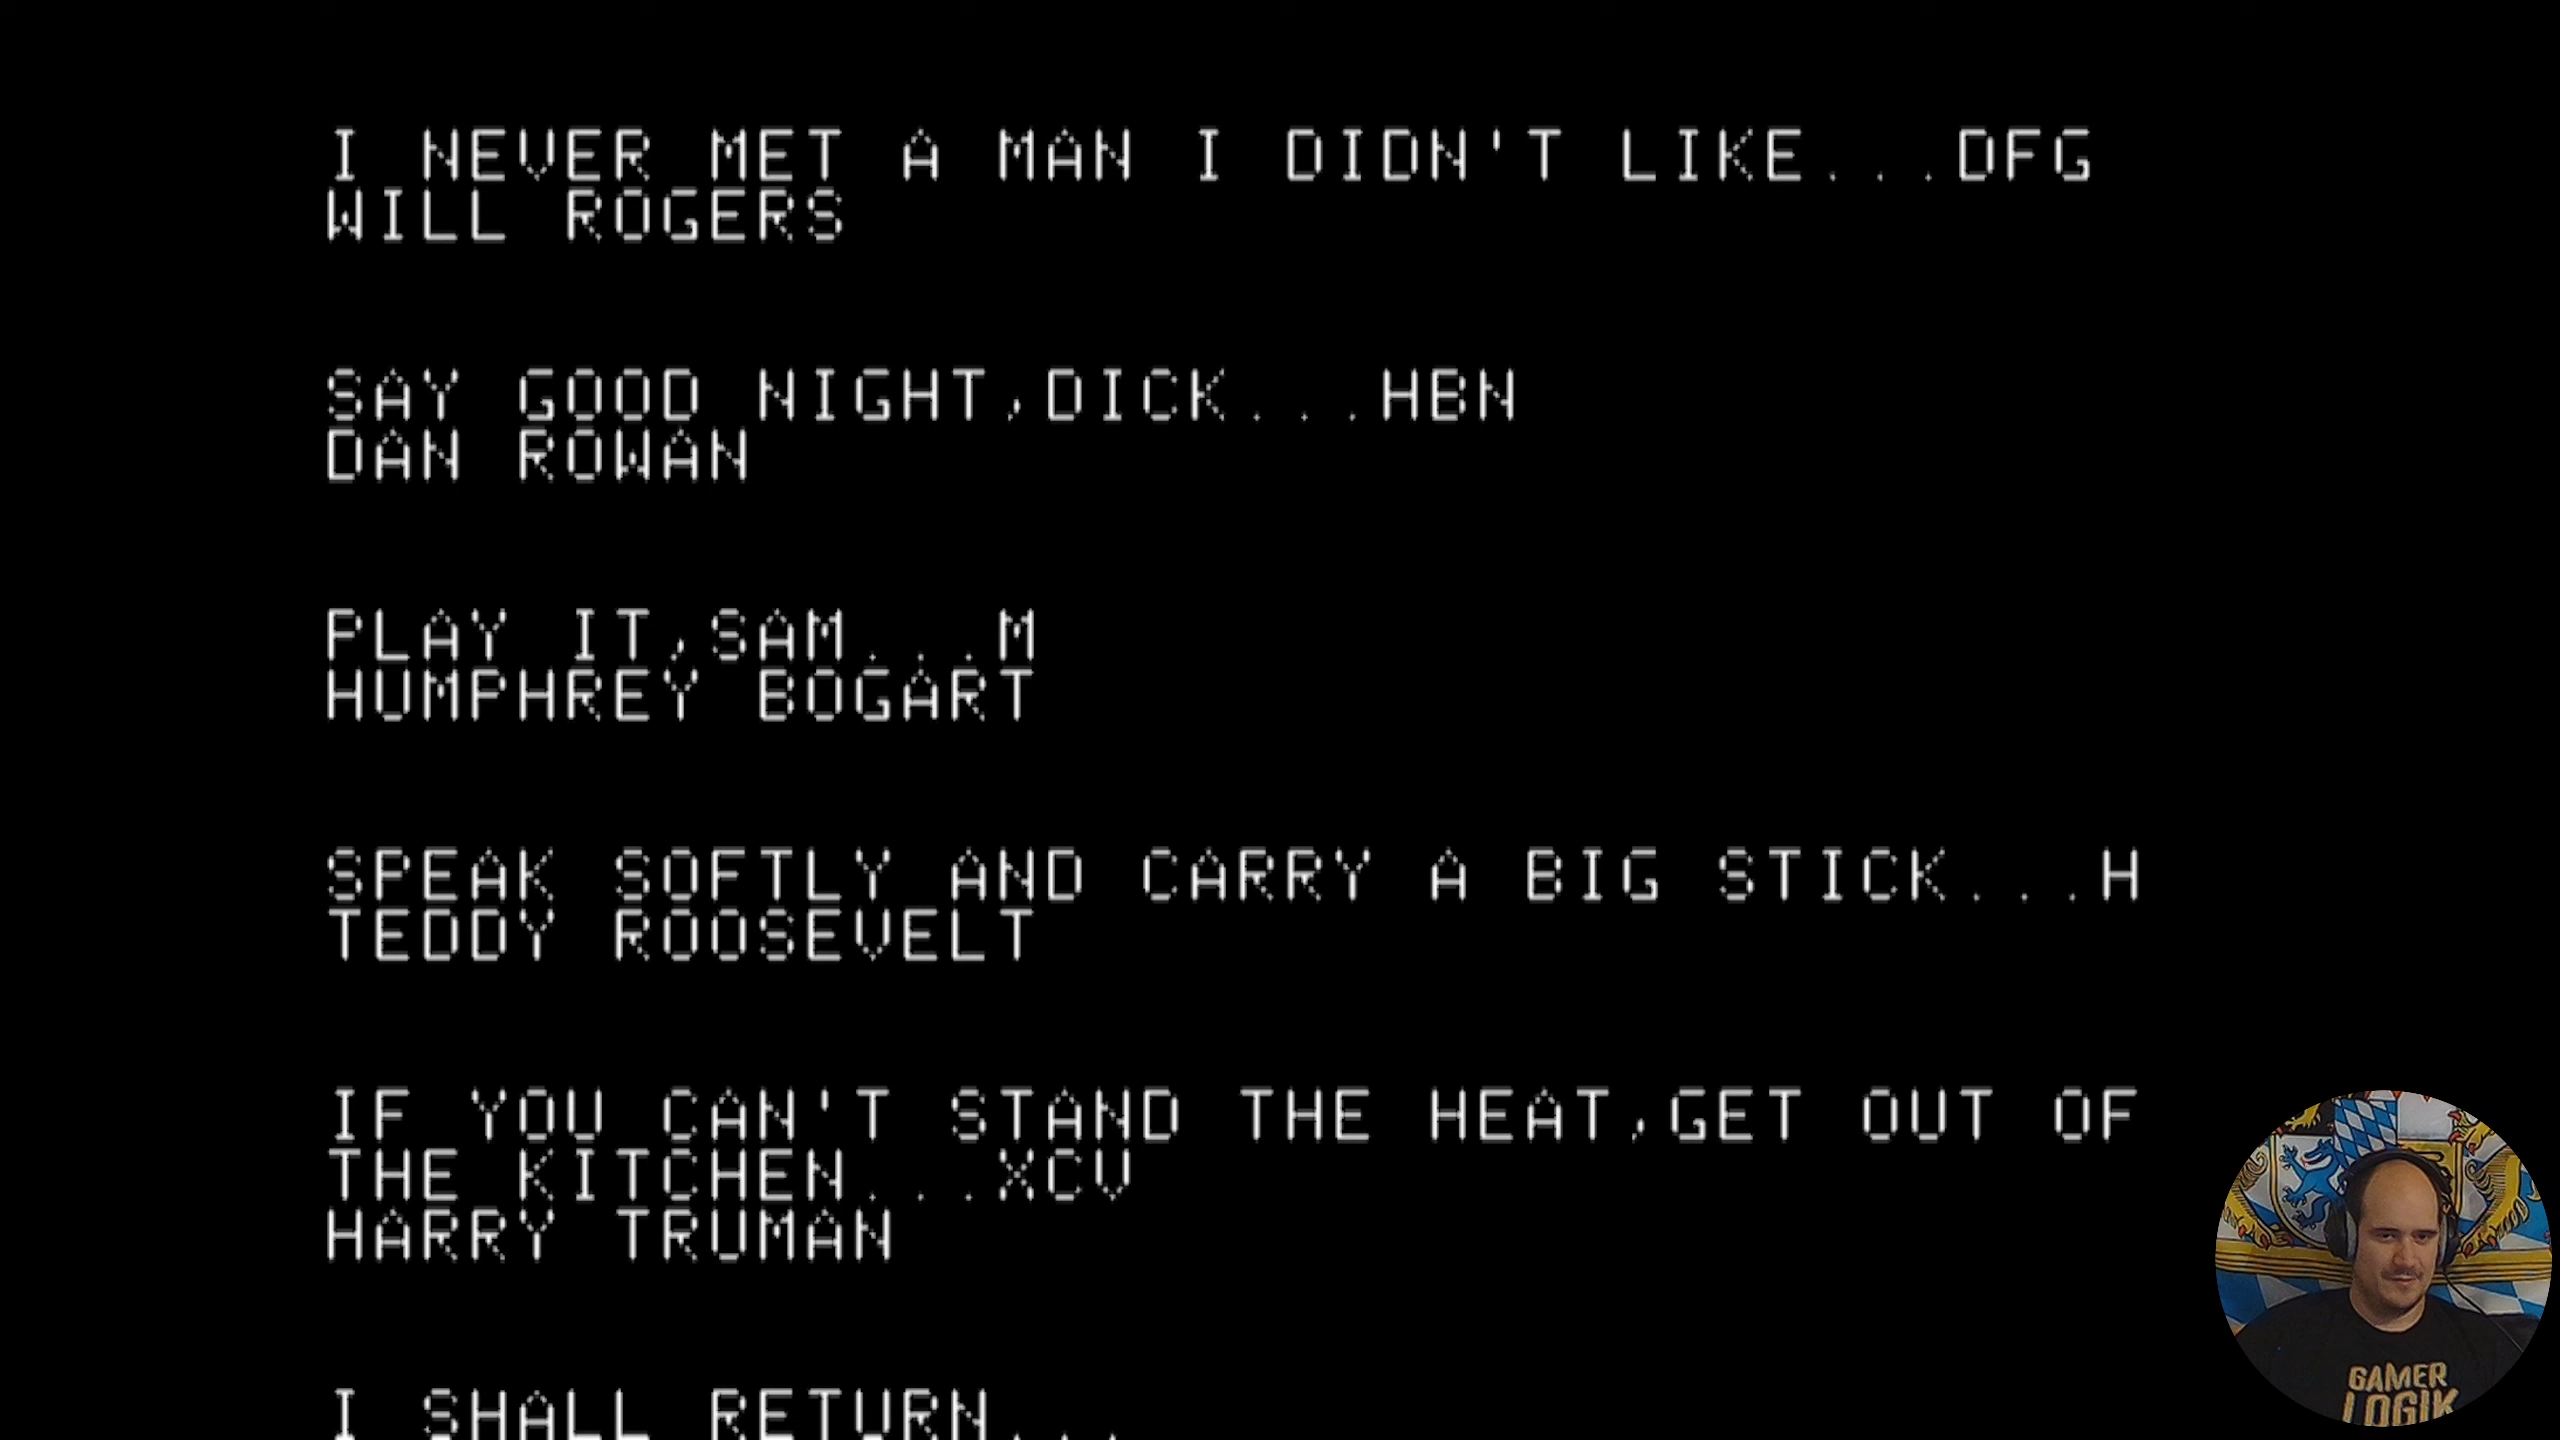 I NEVER MET A MAN I DIDN'T LIKE...DFG
WILL ROGERS
SAY GOOD NIGHT,DICK...HBN
DAN ROWAN
PLAY IT,SAM...M
HUMPHREY BOGART
SPEAK SOFTLY AND CARRY A BIG STICK...H
TEDDY ROOSEVELT
IF YOU CAN'T STAND THE HEAT,GET OUT OF
THE KITCHEN...XCV
HARRY TRUMAN
I SHALL RETURN...
GAMER
LOGIK